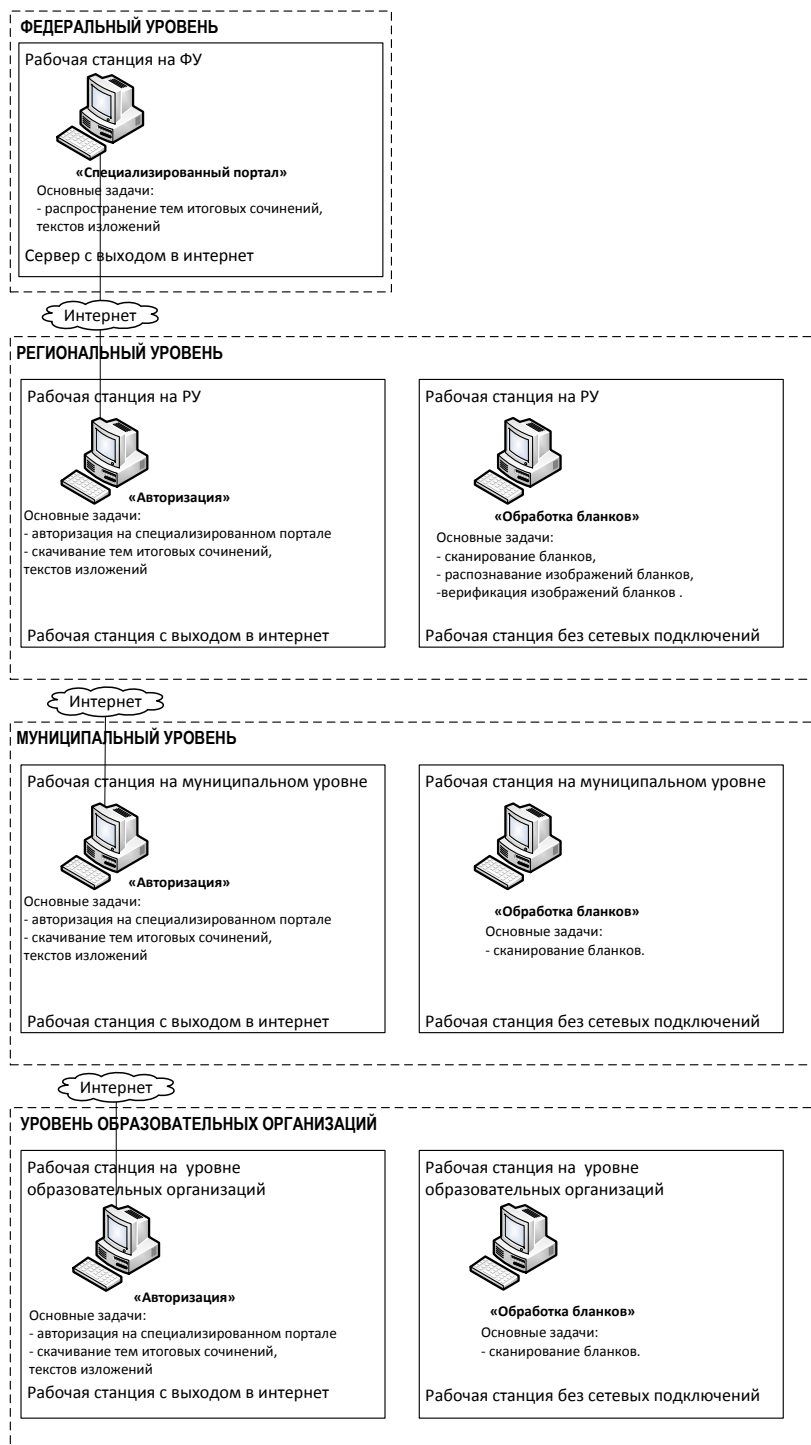 ФЕДЕРАЛЬНЫЙ УРОВЕНЬ
Рабочая станция на ФУ
«Специализированный портал»
Основные задачи:
- распространение тем итоговых сочинений,
текстов изложений
Сервер с выходом в интернет
Интернет
РЕГИОНАЛЬНЫЙ УРОВЕНЬ
Рабочая станция на РУ
«Авторизация»
Основные задачи:
- авторизация на специализированном портале
- скачивание тем итоговых сочинений,
текстов изложений
Рабочая станция с выходом в интернет
Рабочая станция на РУ
«Обработка бланков»
Основные задачи:
- сканирование бланков,
- распознавание изображений бланков,
-верификация изображений бланков .
Рабочая станция без сетевых подключений
Интернет
МУНИЦИПАЛЬНЫЙ УРОВЕНЬ
Рабочая станция на муниципальном уровне
«Авторизация»
Основные задачи:
- авторизация на специализированном портале
- скачивание тем итоговых сочинений,
текстов изложений
Рабочая станция с выходом в интернет
Рабочая станция на муниципальном уровне
«Обработка бланков»
Основные задачи:
- сканирование бланков.
Рабочая станция без сетевых подключений
Интернет
УРОВЕНЬ ОБРАЗОВАТЕЛЬНЫХ ОРГАНИЗАЦИЙ
Рабочая станция на уровне
образовательных организаций
«Авторизация»
Основные задачи:
- авторизация на специализированном портале
- скачивание тем итоговых сочинений,
текстов изложений
Рабочая станция с выходом в интернет
Рабочая станция на уровне
образовательных организаций
«Обработка бланков»
Основные задачи:
- сканирование бланков.
Рабочая станция без сетевых подключений